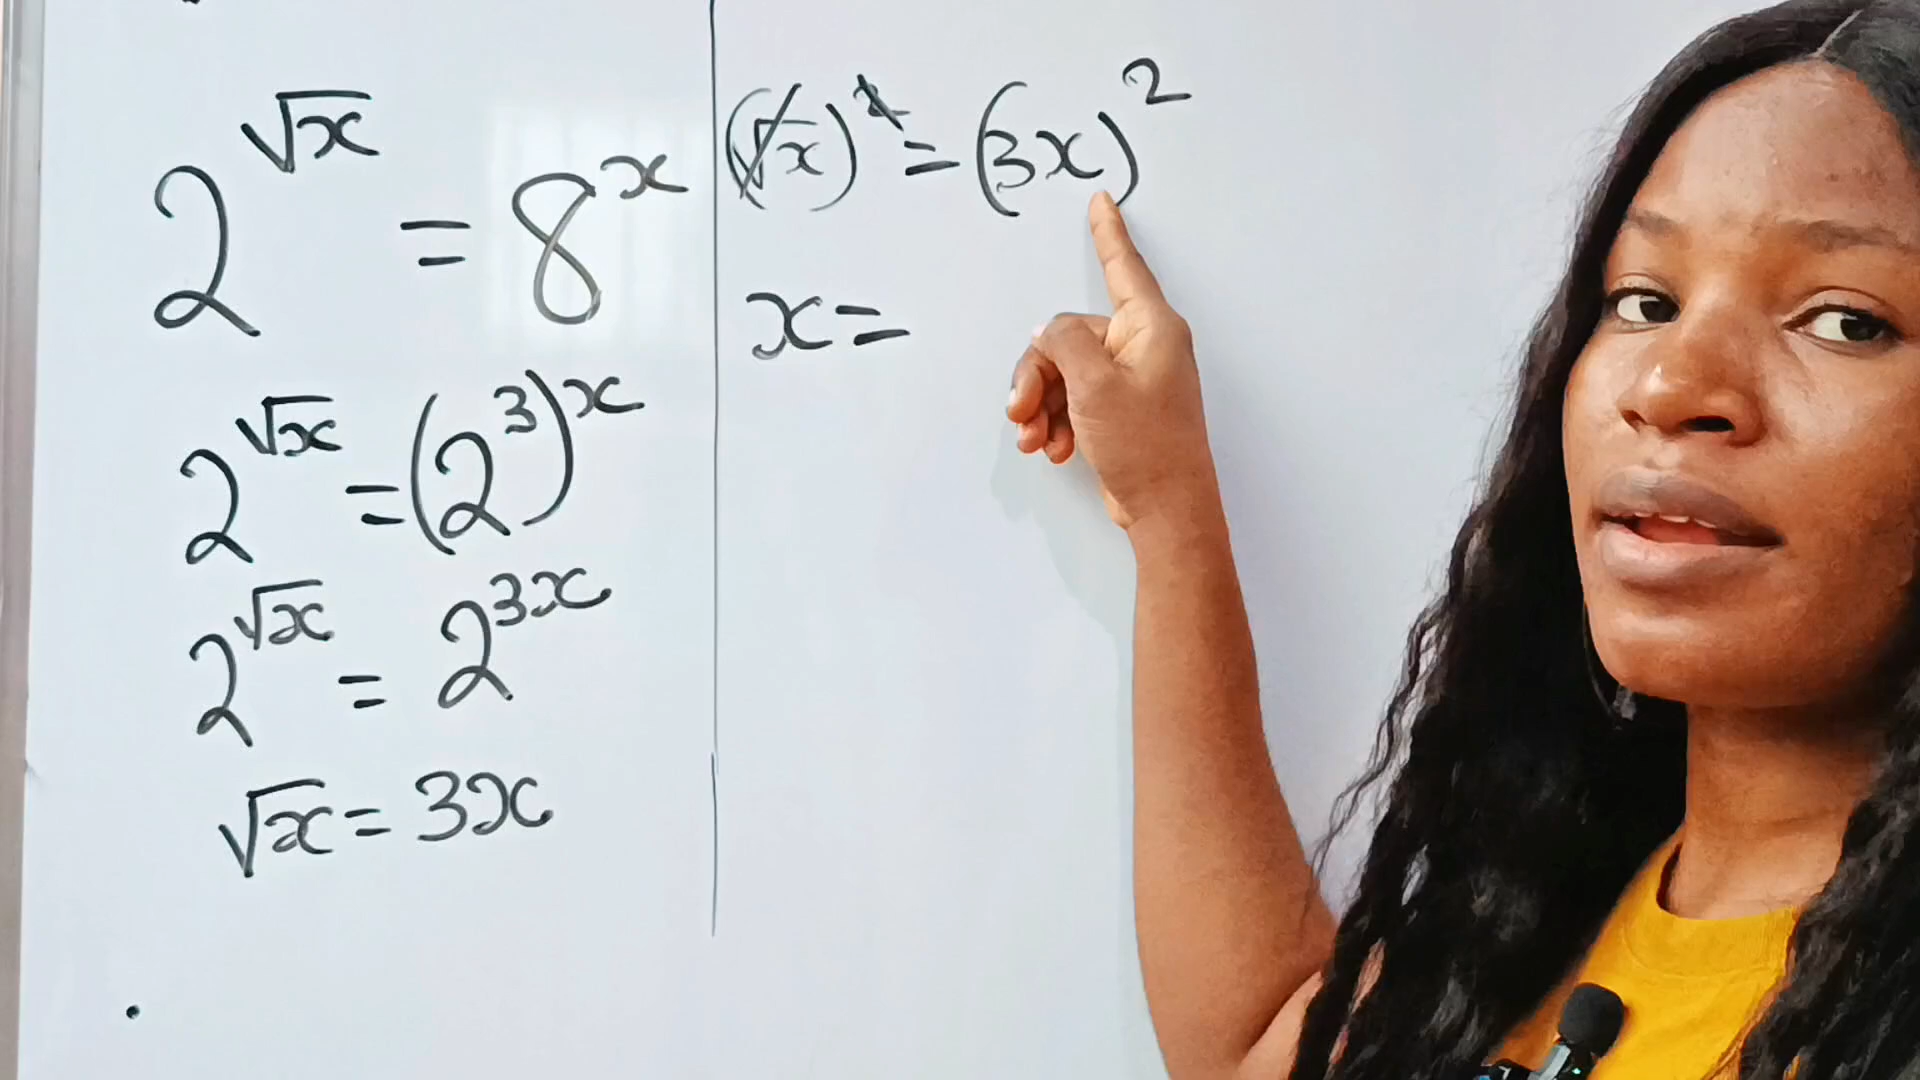 2^√x = 8^x
2^√x = (2^3)^x
2^√x = 2^3x
√x = 3x
(√x)^2 = (3x)^2
x =